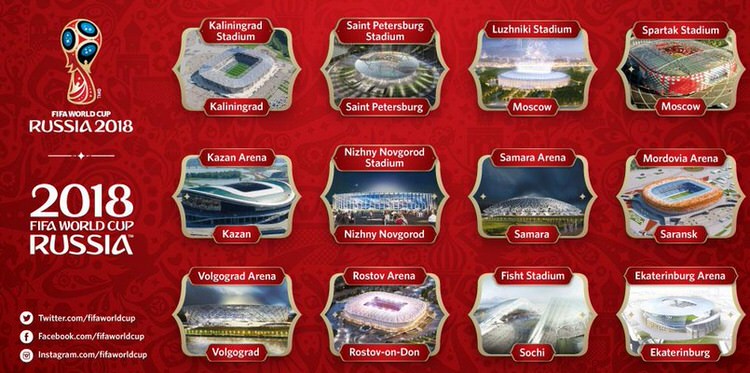 FIFA WORLD CUP
RUSSIA 2018
2018
FIFA WORLD CUP
RUSSIA™
Twitter.com/fifaworldcup
Facebook.com/fifaworldcup
Instagram.com/fifaworldcup
Kaliningrad
Stadium
Kaliningrad
Saint Petersburg
Stadium
Saint Petersburg
Luzhniki Stadium
Moscow
Spartak Stadium
Moscow
Kazan Arena
Kazan
Nizhny Novgorod
Stadium
Nizhny Novgorod
Samara Arena
Samara
Mordovia Arena
Saransk
Volgograd Arena
Volgograd
Rostov Arena
Rostov-on-Don
Fisht Stadium
Sochi
Ekaterinburg Arena
Ekaterinburg